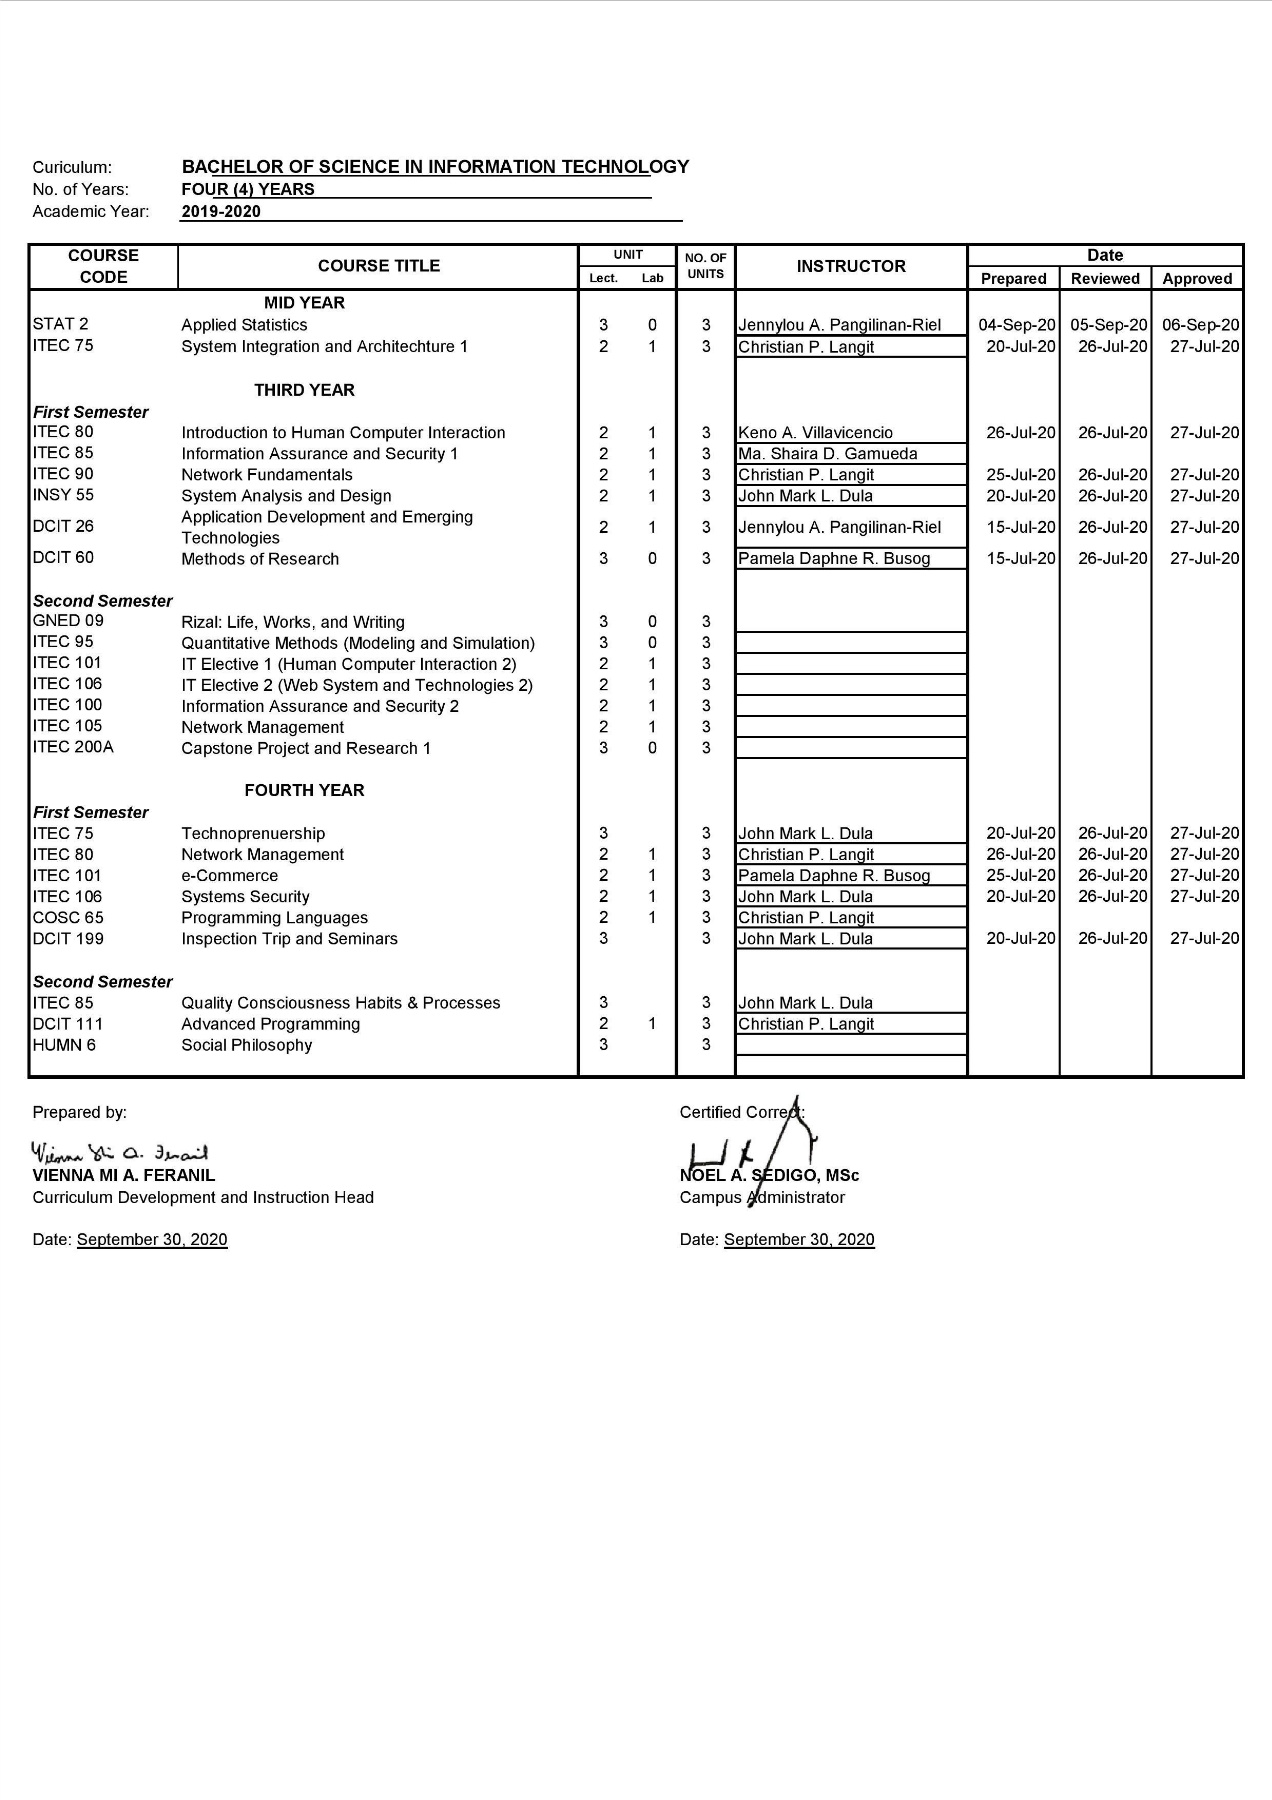 Curiculum: BACHELOR OF SCIENCE IN INFORMATION TECHNOLOGY
No. of Years: FOUR (4) YEARS
Academic Year: 2019-2020
COURSE CODE COURSE TITLE UNIT Lect. Lab NO. OF UNITS INSTRUCTOR Date Prepared Reviewed Approved
MID YEAR
STAT 2 Applied Statistics 3 0 3 Jennylou A. Pangilinan-Riel 04-Sep-20 05-Sep-20 06-Sep-20
ITEC 75 System Integration and Architechture 1 2 1 3 Christian P. Langit 20-Jul-20 26-Jul-20 27-Jul-20
THIRD YEAR
First Semester
ITEC 80 Introduction to Human Computer Interaction 2 1 3 Keno A. Villavicencio 26-Jul-20 26-Jul-20 27-Jul-20
ITEC 85 Information Assurance and Security 1 2 1 3 Ma. Shaira D. Gamueda
ITEC 90 Network Fundamentals 2 1 3 Christian P. Langit 25-Jul-20 26-Jul-20 27-Jul-20
INSY 55 System Analysis and Design 2 1 3 John Mark L. Dula 20-Jul-20 26-Jul-20 27-Jul-20
DCIT 26 Application Development and Emerging Technologies 2 1 3 Jennylou A. Pangilinan-Riel 15-Jul-20 26-Jul-20 27-Jul-20
DCIT 60 Methods of Research 3 0 3 Pamela Daphne R. Busog 15-Jul-20 26-Jul-20 27-Jul-20
Second Semester
GNED 09 Rizal: Life, Works, and Writing 3 0 3
ITEC 95 Quantitative Methods (Modeling and Simulation) 3 0 3
ITEC 101 IT Elective 1 (Human Computer Interaction 2) 2 1 3
ITEC 106 IT Elective 2 (Web System and Technologies 2) 2 1 3
ITEC 100 Information Assurance and Security 2 2 1 3
ITEC 105 Network Management 2 1 3
ITEC 200A Capstone Project and Research 1 3 0 3
FOURTH YEAR
First Semester
ITEC 75 Technoprenuership 3 3 John Mark L. Dula 20-Jul-20 26-Jul-20 27-Jul-20
ITEC 80 Network Management 2 1 3 Christian P. Langit 26-Jul-20 26-Jul-20 27-Jul-20
ITEC 101 e-Commerce 2 1 3 Pamela Daphne R. Busog 25-Jul-20 26-Jul-20 27-Jul-20
ITEC 106 Systems Security 2 1 3 John Mark L. Dula 20-Jul-20 26-Jul-20 27-Jul-20
COSC 65 Programming Languages 2 1 3 Christian P. Langit
DCIT 199 Inspection Trip and Seminars 3 3 John Mark L. Dula 20-Jul-20 26-Jul-20 27-Jul-20
Second Semester
ITEC 85 Quality Consciousness Habits & Processes 3 3 John Mark L. Dula
DCIT 111 Advanced Programming 2 1 3 Christian P. Langit
HUMN 6 Social Philosophy 3 3
Prepared by: Certified Correct:
VIENNA MI A. FERANIL NOEL A. SEDIGO, MSc
Curriculum Development and Instruction Head Campus Administrator
Date: September 30, 2020 Date: September 30, 2020